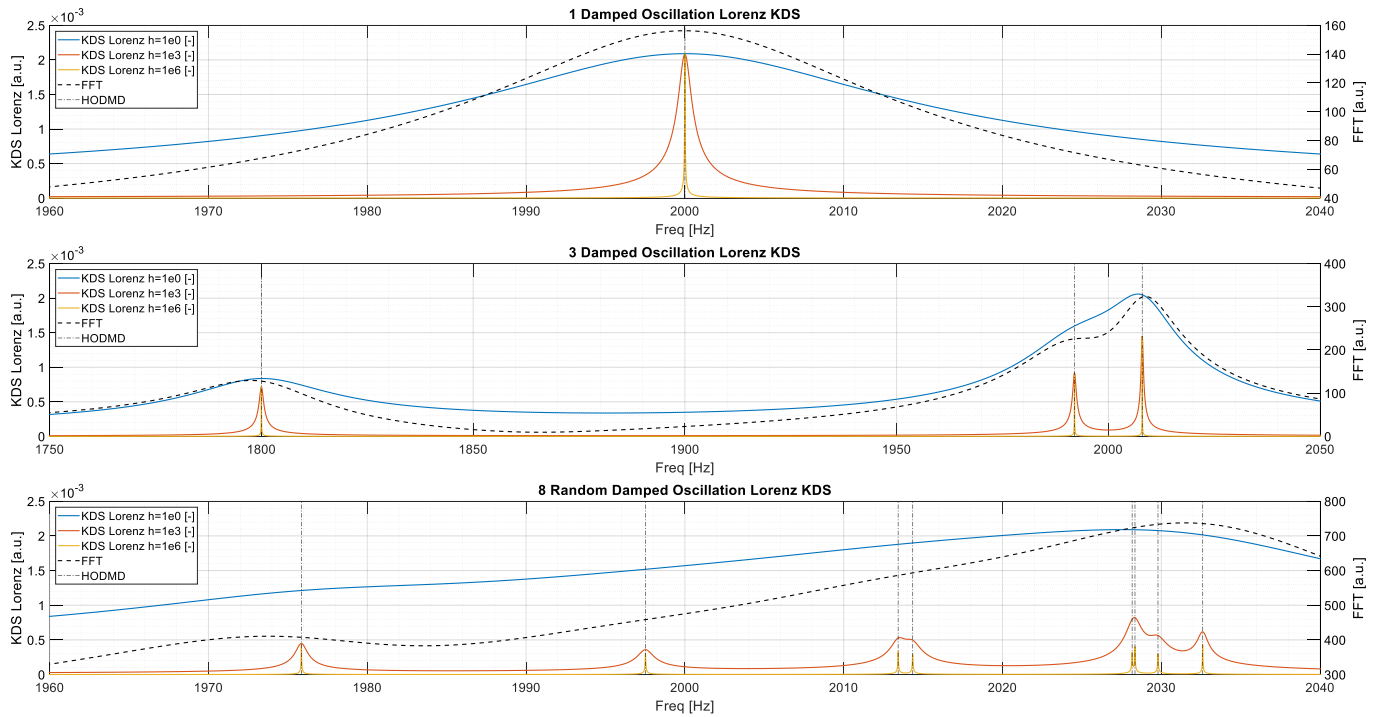 1 Damped Oscillation Lorenz KDS
×10-3
2.5
2
1.5
1
0.5
0
KDS Lorenz [a.u.]
KDS Lorenz h=1e0 [-]
KDS Lorenz h=1e3 [-]
KDS Lorenz h=1e6 [-]
FFT
HODMD
160
140
120
100
80
60
40
FFT [a.u.]
1960 1970 1980 1990 2000 2010 2020 2030 2040
Freq [Hz]
3 Damped Oscillation Lorenz KDS
×10-3
2.5
2
1.5
1
0.5
0
KDS Lorenz [a.u.]
KDS Lorenz h=1e0 [-]
KDS Lorenz h=1e3 [-]
KDS Lorenz h=1e6 [-]
FFT
HODMD
400
300
200
100
0
FFT [a.u.]
1750 1800 1850 1900 1950 2000 2050
Freq [Hz]
8 Random Damped Oscillation Lorenz KDS
×10-3
2.5
2
1.5
1
0.5
0
KDS Lorenz [a.u.]
KDS Lorenz h=1e0 [-]
KDS Lorenz h=1e3 [-]
KDS Lorenz h=1e6 [-]
FFT
HODMD
800
700
600
500
400
300
FFT [a.u.]
1960 1970 1980 1990 2000 2010 2020 2030 2040
Freq [Hz]